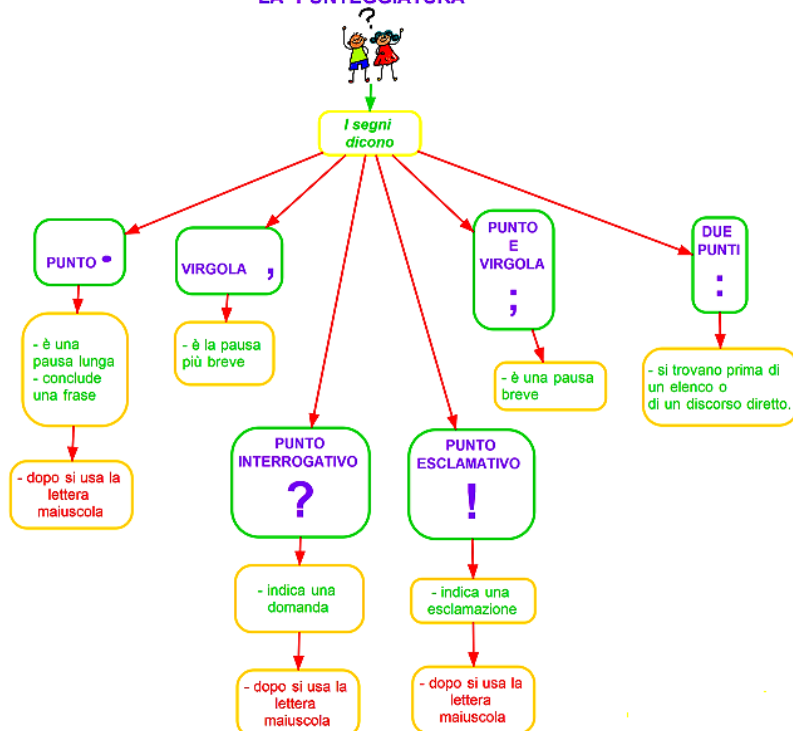 LA PUNTEGGIATURA
?
I segni
dicono
PUNTO .
VIRGOLA ,
PUNTO
E
VIRGOLA
;
DUE
PUNTI
:
- è una
pausa lunga
- conclude
una frase
- è la pausa
più breve
- è una pausa
breve
- si trovano prima di
un elenco o
di un discorso diretto.
- dopo si usa la
lettera
maiuscola
PUNTO
INTERROGATIVO
?
PUNTO
ESCLAMATIVO
!
- indica una
domanda
- indica una
esclamazione
- dopo si usa la
lettera
maiuscola
- dopo si usa la
lettera
maiuscola